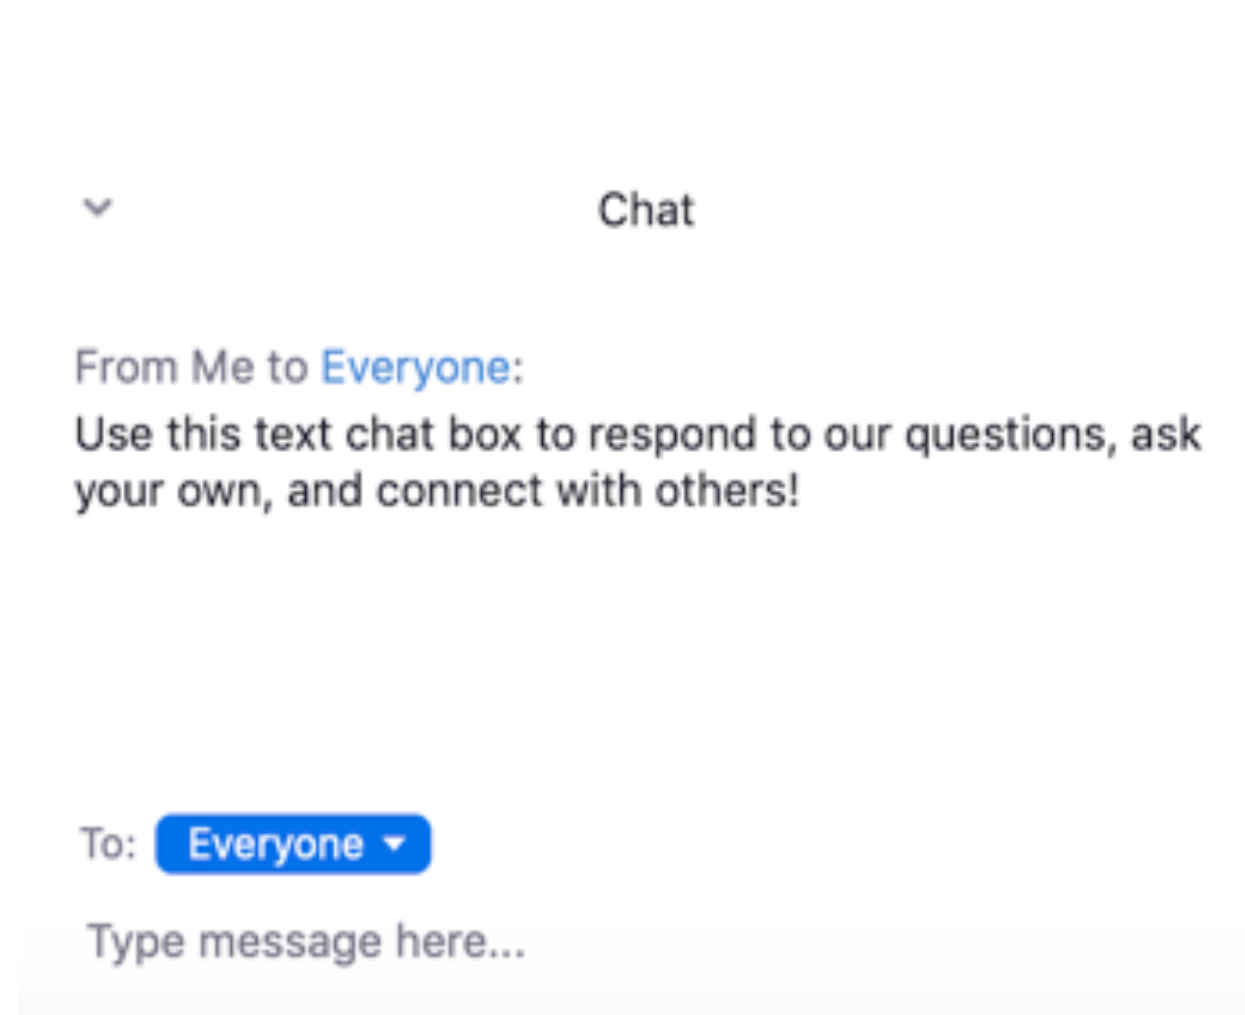 Chat
From Me to Everyone:
Use this text chat box to respond to our questions, ask
your own, and connect with others!
To: Everyone
Type message here...